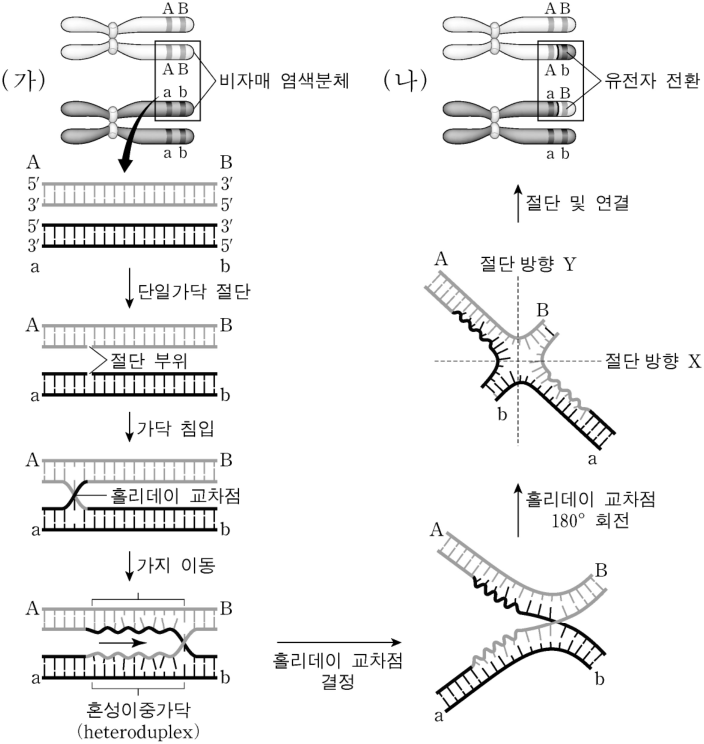 (가)
A B
A B
a b
a b
비자매 염색분체
A B
5′ 3′
3′ 5′
5′ 3′
3′ 5′
a b
단일가닥 절단
A B
절단 부위
a b
가닥 침입
A B
홀리데이 교차점
a b
가지 이동
A B
a b
혼성이중가닥
(heteroduplex)
홀리데이 교차점
결정
(나)
A B
A b
a B
a b
유전자 전환
절단 및 연결
A
절단 방향 Y
B
절단 방향 X
b
a
홀리데이 교차점
180° 회전
A
B
b
a